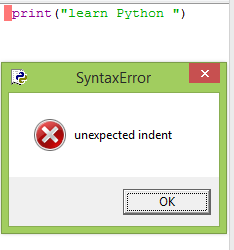 print("learn Python ")
SyntaxError
unexpected indent
OK